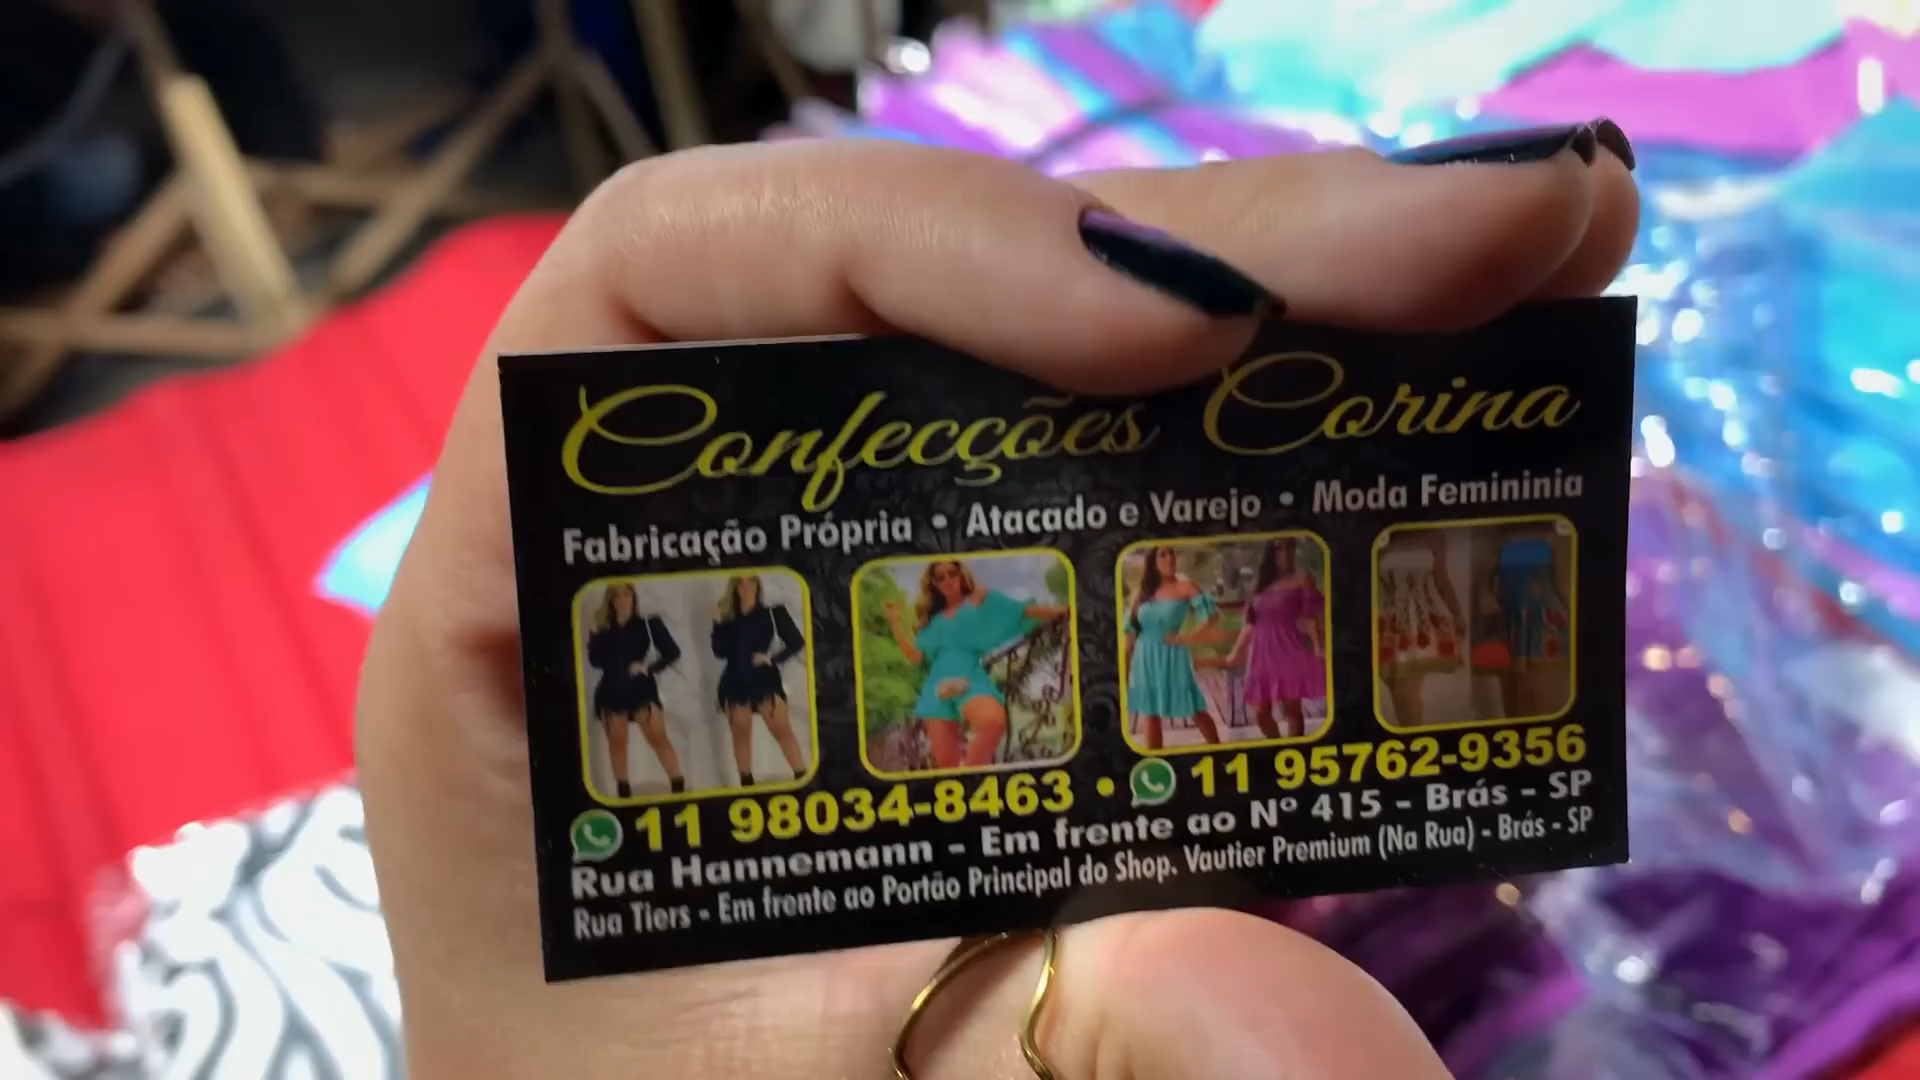 Confecções Corina
Fabricação Própria • Atacado e Varejo • Moda Femininia
11 98034-8463 • 11 95762-9356
Rua Hannemann - Em frente ao Nº 415 - Brás - SP
Rua Tiers - Em frente ao Portão Principal do Shop. Vautier Premium (Na Rua) - Brás - SP